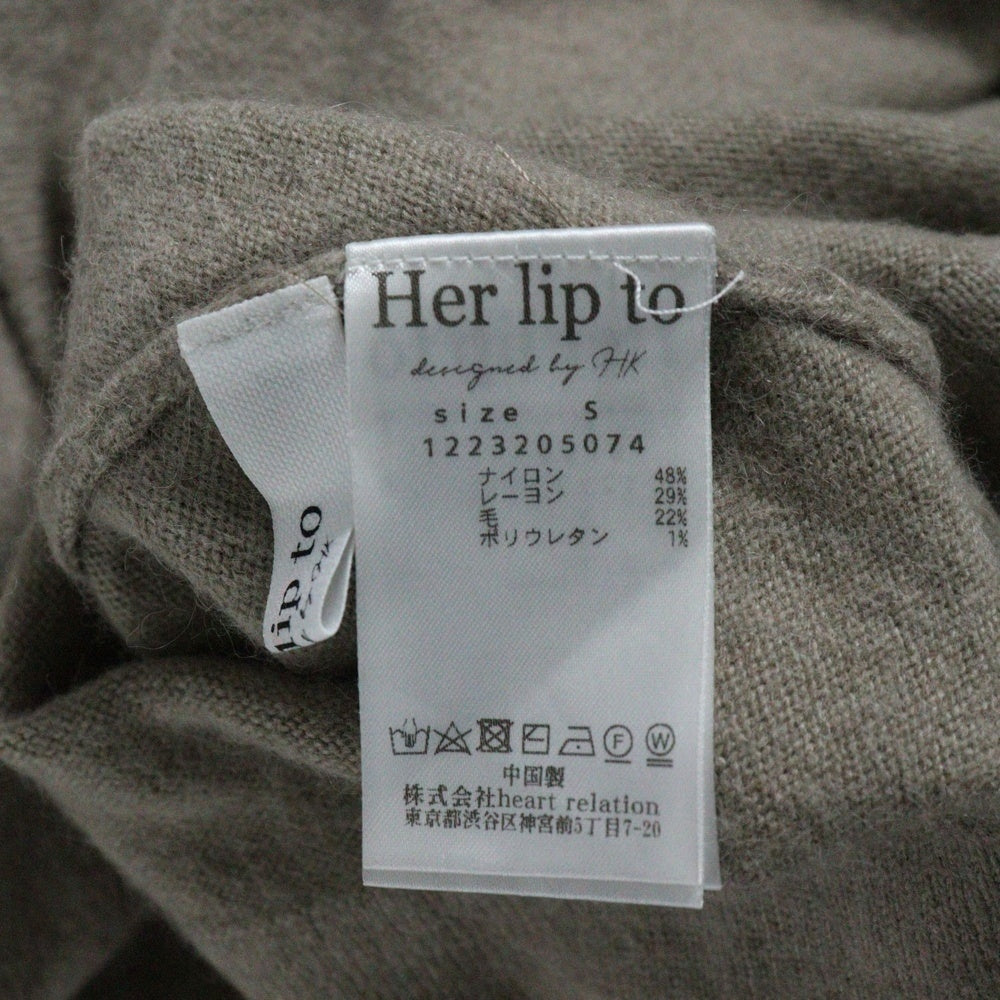 Her lip to
designed by HK
size S
1223205074
ナイロン 48%
レーヨン 29%
毛 22%
ポリウレタン 1%
F W
中国製
株式会社heart relation
東京都渋谷区神宮前5丁目7-20
lip to